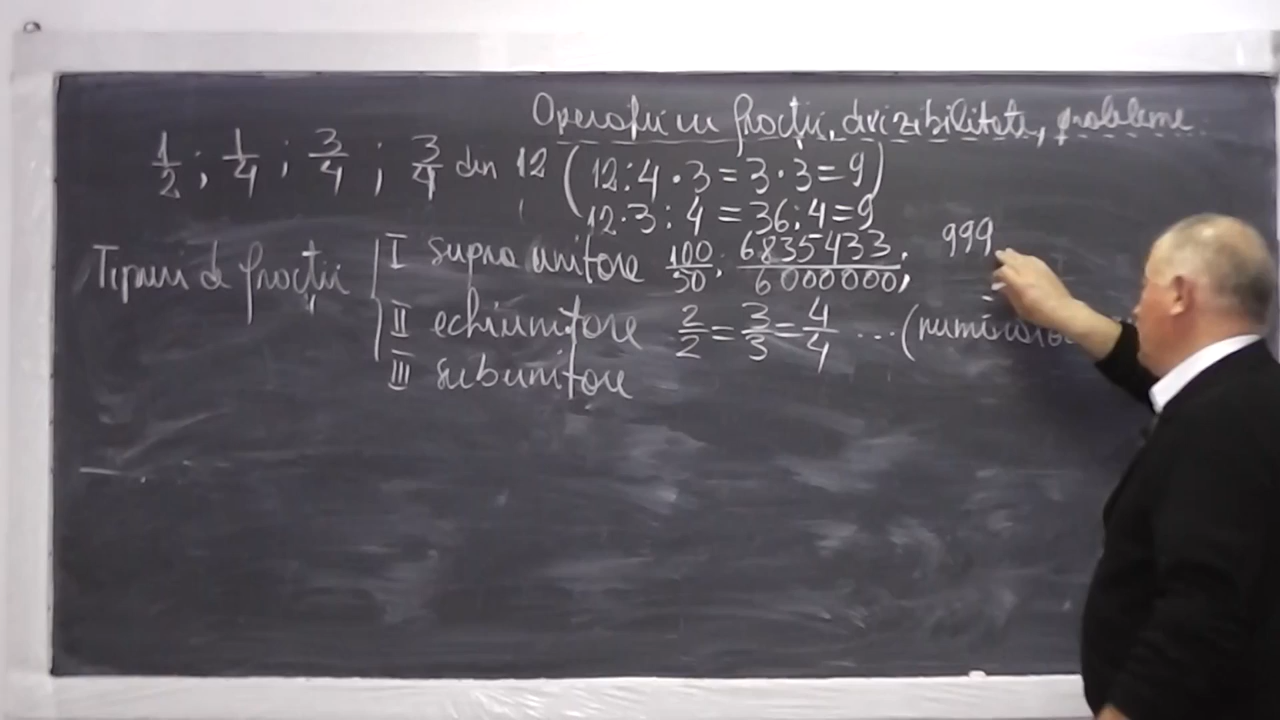 Operații cu fracții, divizibilitate, probleme.
1/2 ; 1/4 ; 3/4 ; 3/4 din 12 (12:4·3=3·3=9)
12·3:4=36:4=9
Tipuri de fracții
I supraunitare 100/50; 6835433/6000000; 999
II echiunitare 2/2=3/3=4/4 ...(număra
III subunitare